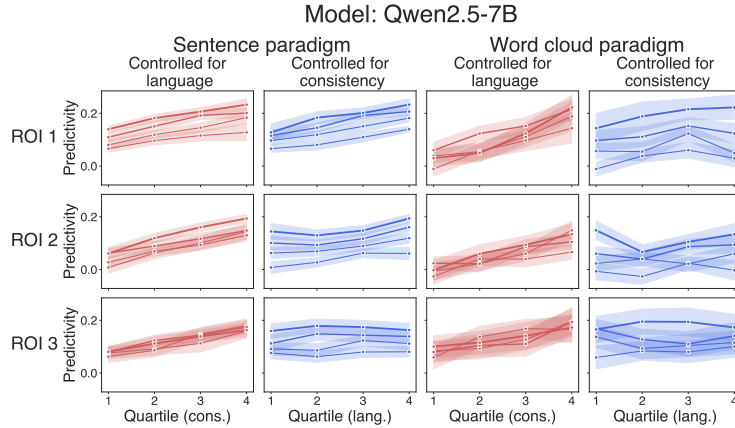 Model: Qwen2.5-7B
Sentence paradigm
Word cloud paradigm
Controlled for
language
Controlled for
consistency
Controlled for
language
Controlled for
consistency
ROI 1
Predictivity
0.2
0.0
ROI 2
Predictivity
0.2
0.0
ROI 3
Predictivity
0.2
0.0
1 2 3 4
1 2 3 4
1 2 3 4
1 2 3 4
Quartile (cons.)
Quartile (lang.)
Quartile (cons.)
Quartile (lang.)